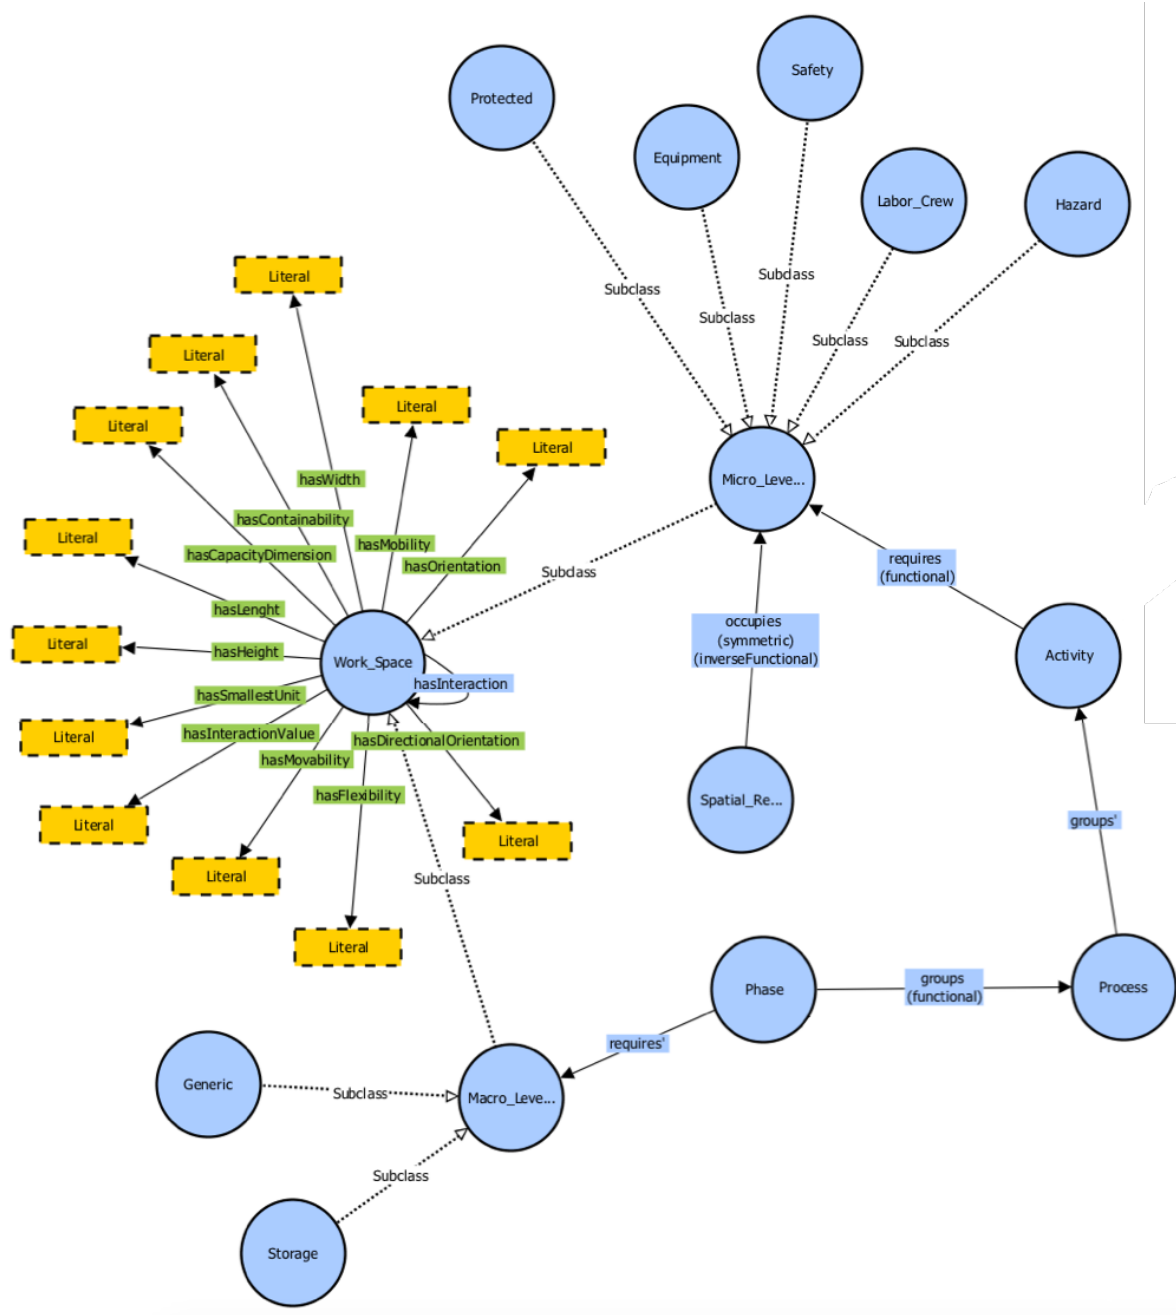 Safety
Protected
Equipment
Labor_Crew
Hazard
Subclass
Subclass
Subclass
Subclass
Subclass
Literal
Literal
Literal
Literal
Literal
hasWidth
Micro_Leve...
hasContainability
Literal
hasCapacityDimension
hasMobility
hasOrientation
requires
(functional)
Subclass
hasLenght
occupies
(symmetric)
(inverseFunctional)
Literal
hasHeight
Work_Space
Activity
hasInteraction
hasSmallestUnit
Literal
hasInteractionValue
hasDirectionalOrientation
hasMovability
hasFlexibility
Spatial_Re...
Literal
Literal
groups'
Literal
Subclass
Literal
Phase
groups
(functional)
Process
requires'
Generic
Subclass
Macro_Leve...
Subclass
Storage